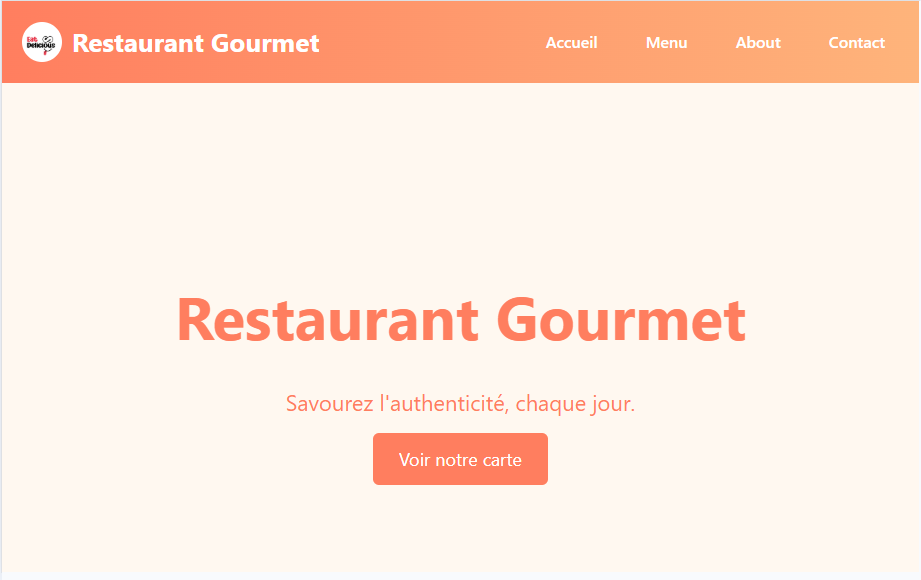 Eat
Delicious
Restaurant Gourmet
Accueil
Menu
About
Contact
Restaurant Gourmet
Savourez l'authenticité, chaque jour.
Voir notre carte